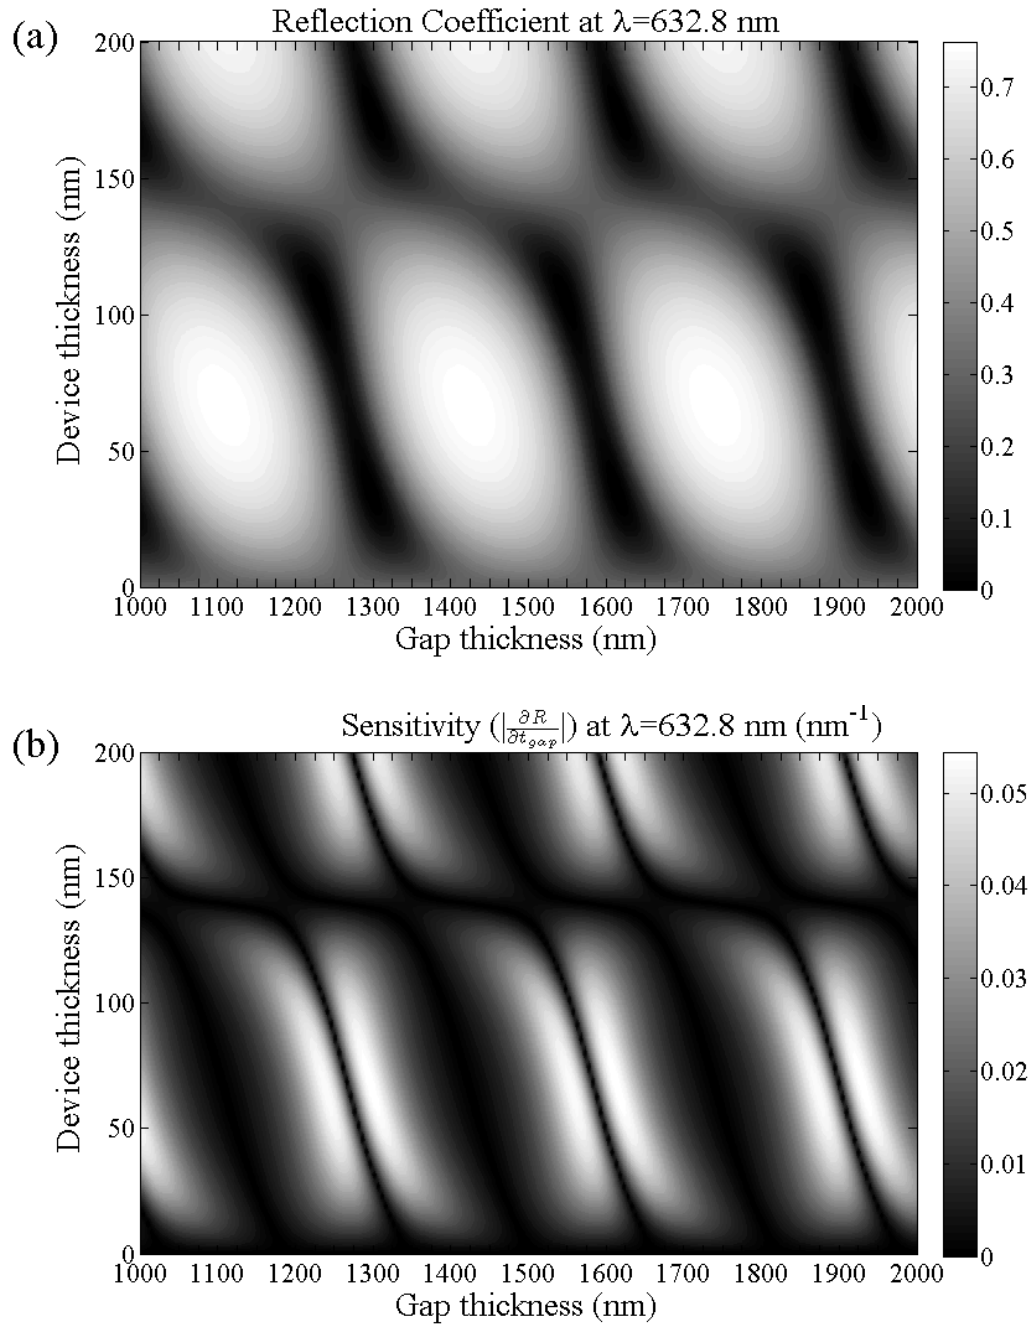 (a)
Reflection Coefficient at λ=632.8 nm
200
150
100
50
0
Device thickness (nm)
1000 1100 1200 1300 1400 1500 1600 1700 1800 1900 2000
Gap thickness (nm)
0.7
0.6
0.5
0.4
0.3
0.2
0.1
0
(b)
Sensitivity (|∂R/∂t_gap|) at λ=632.8 nm (nm⁻¹)
200
150
100
50
0
Device thickness (nm)
1000 1100 1200 1300 1400 1500 1600 1700 1800 1900 2000
Gap thickness (nm)
0.05
0.04
0.03
0.02
0.01
0